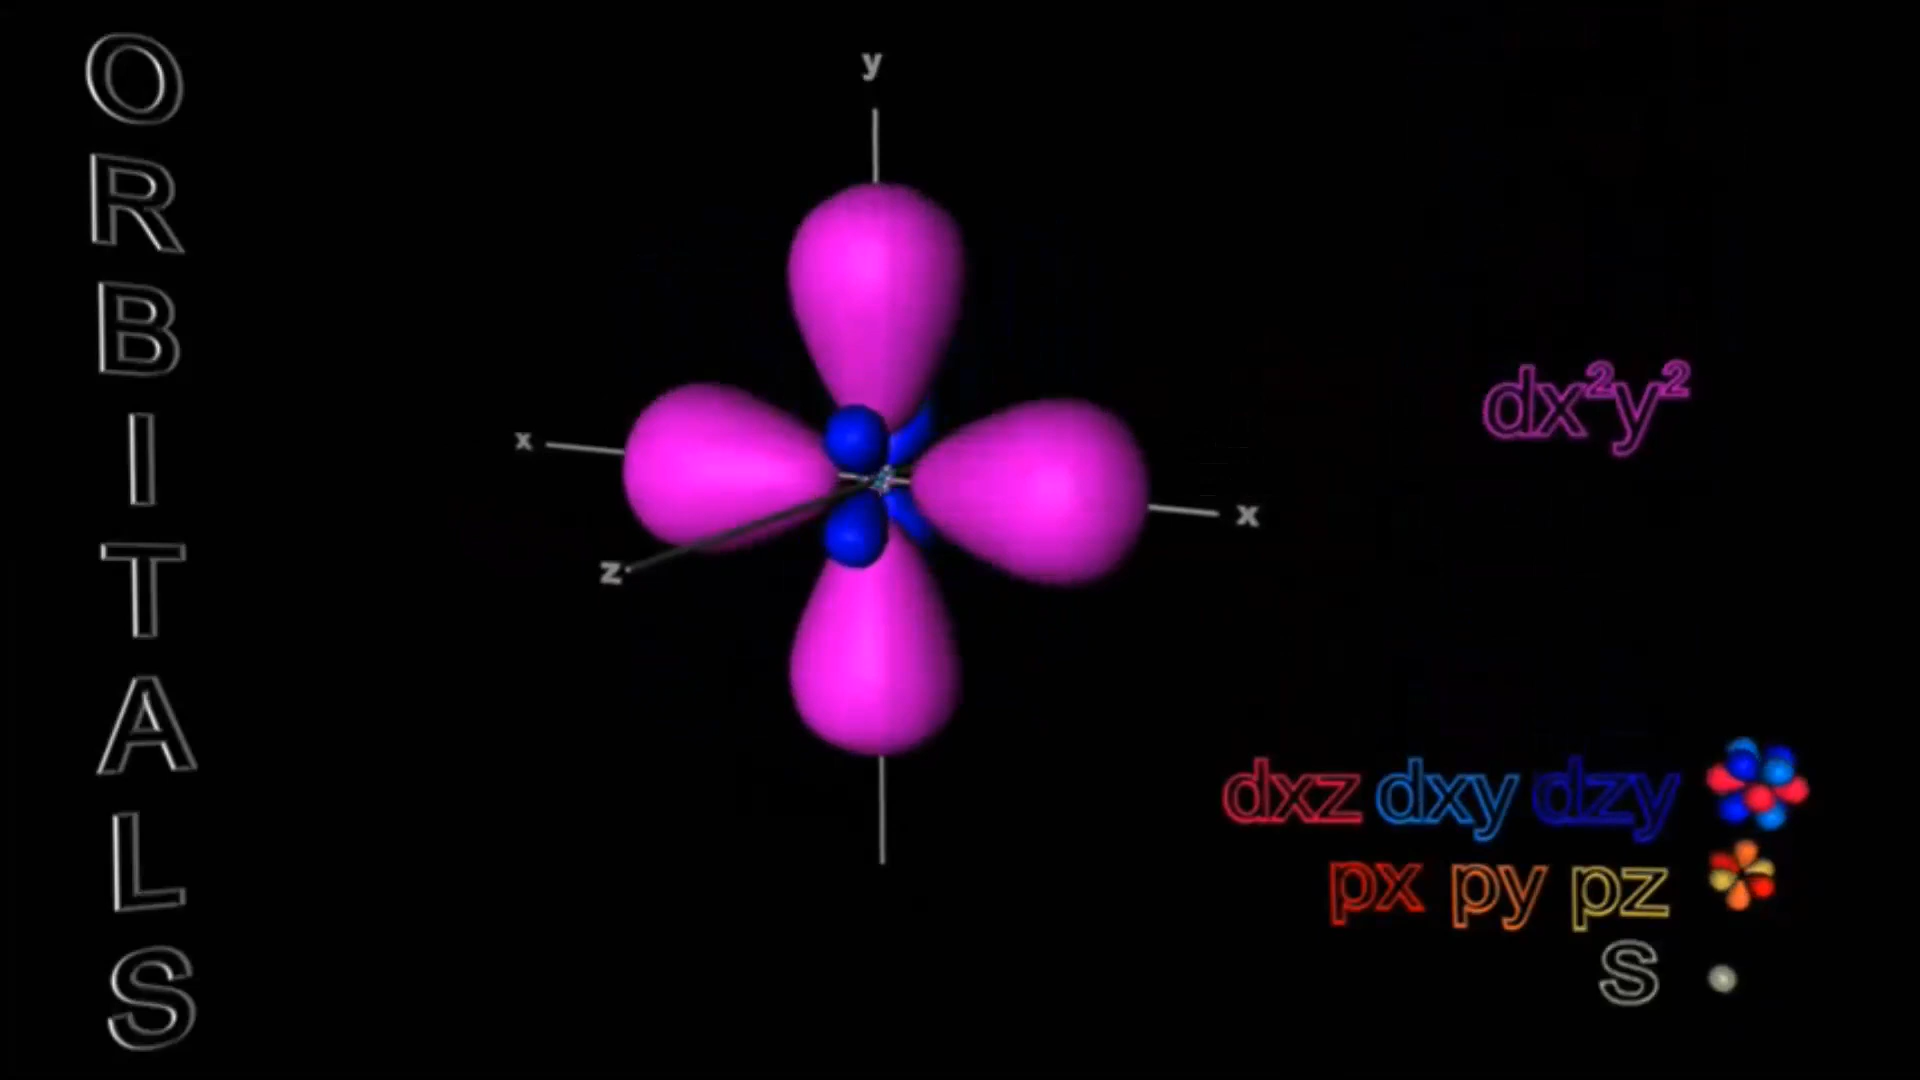 ORBITALS
y
x
x
z
dx²y²
dxz dxy dzy
px py pz
S